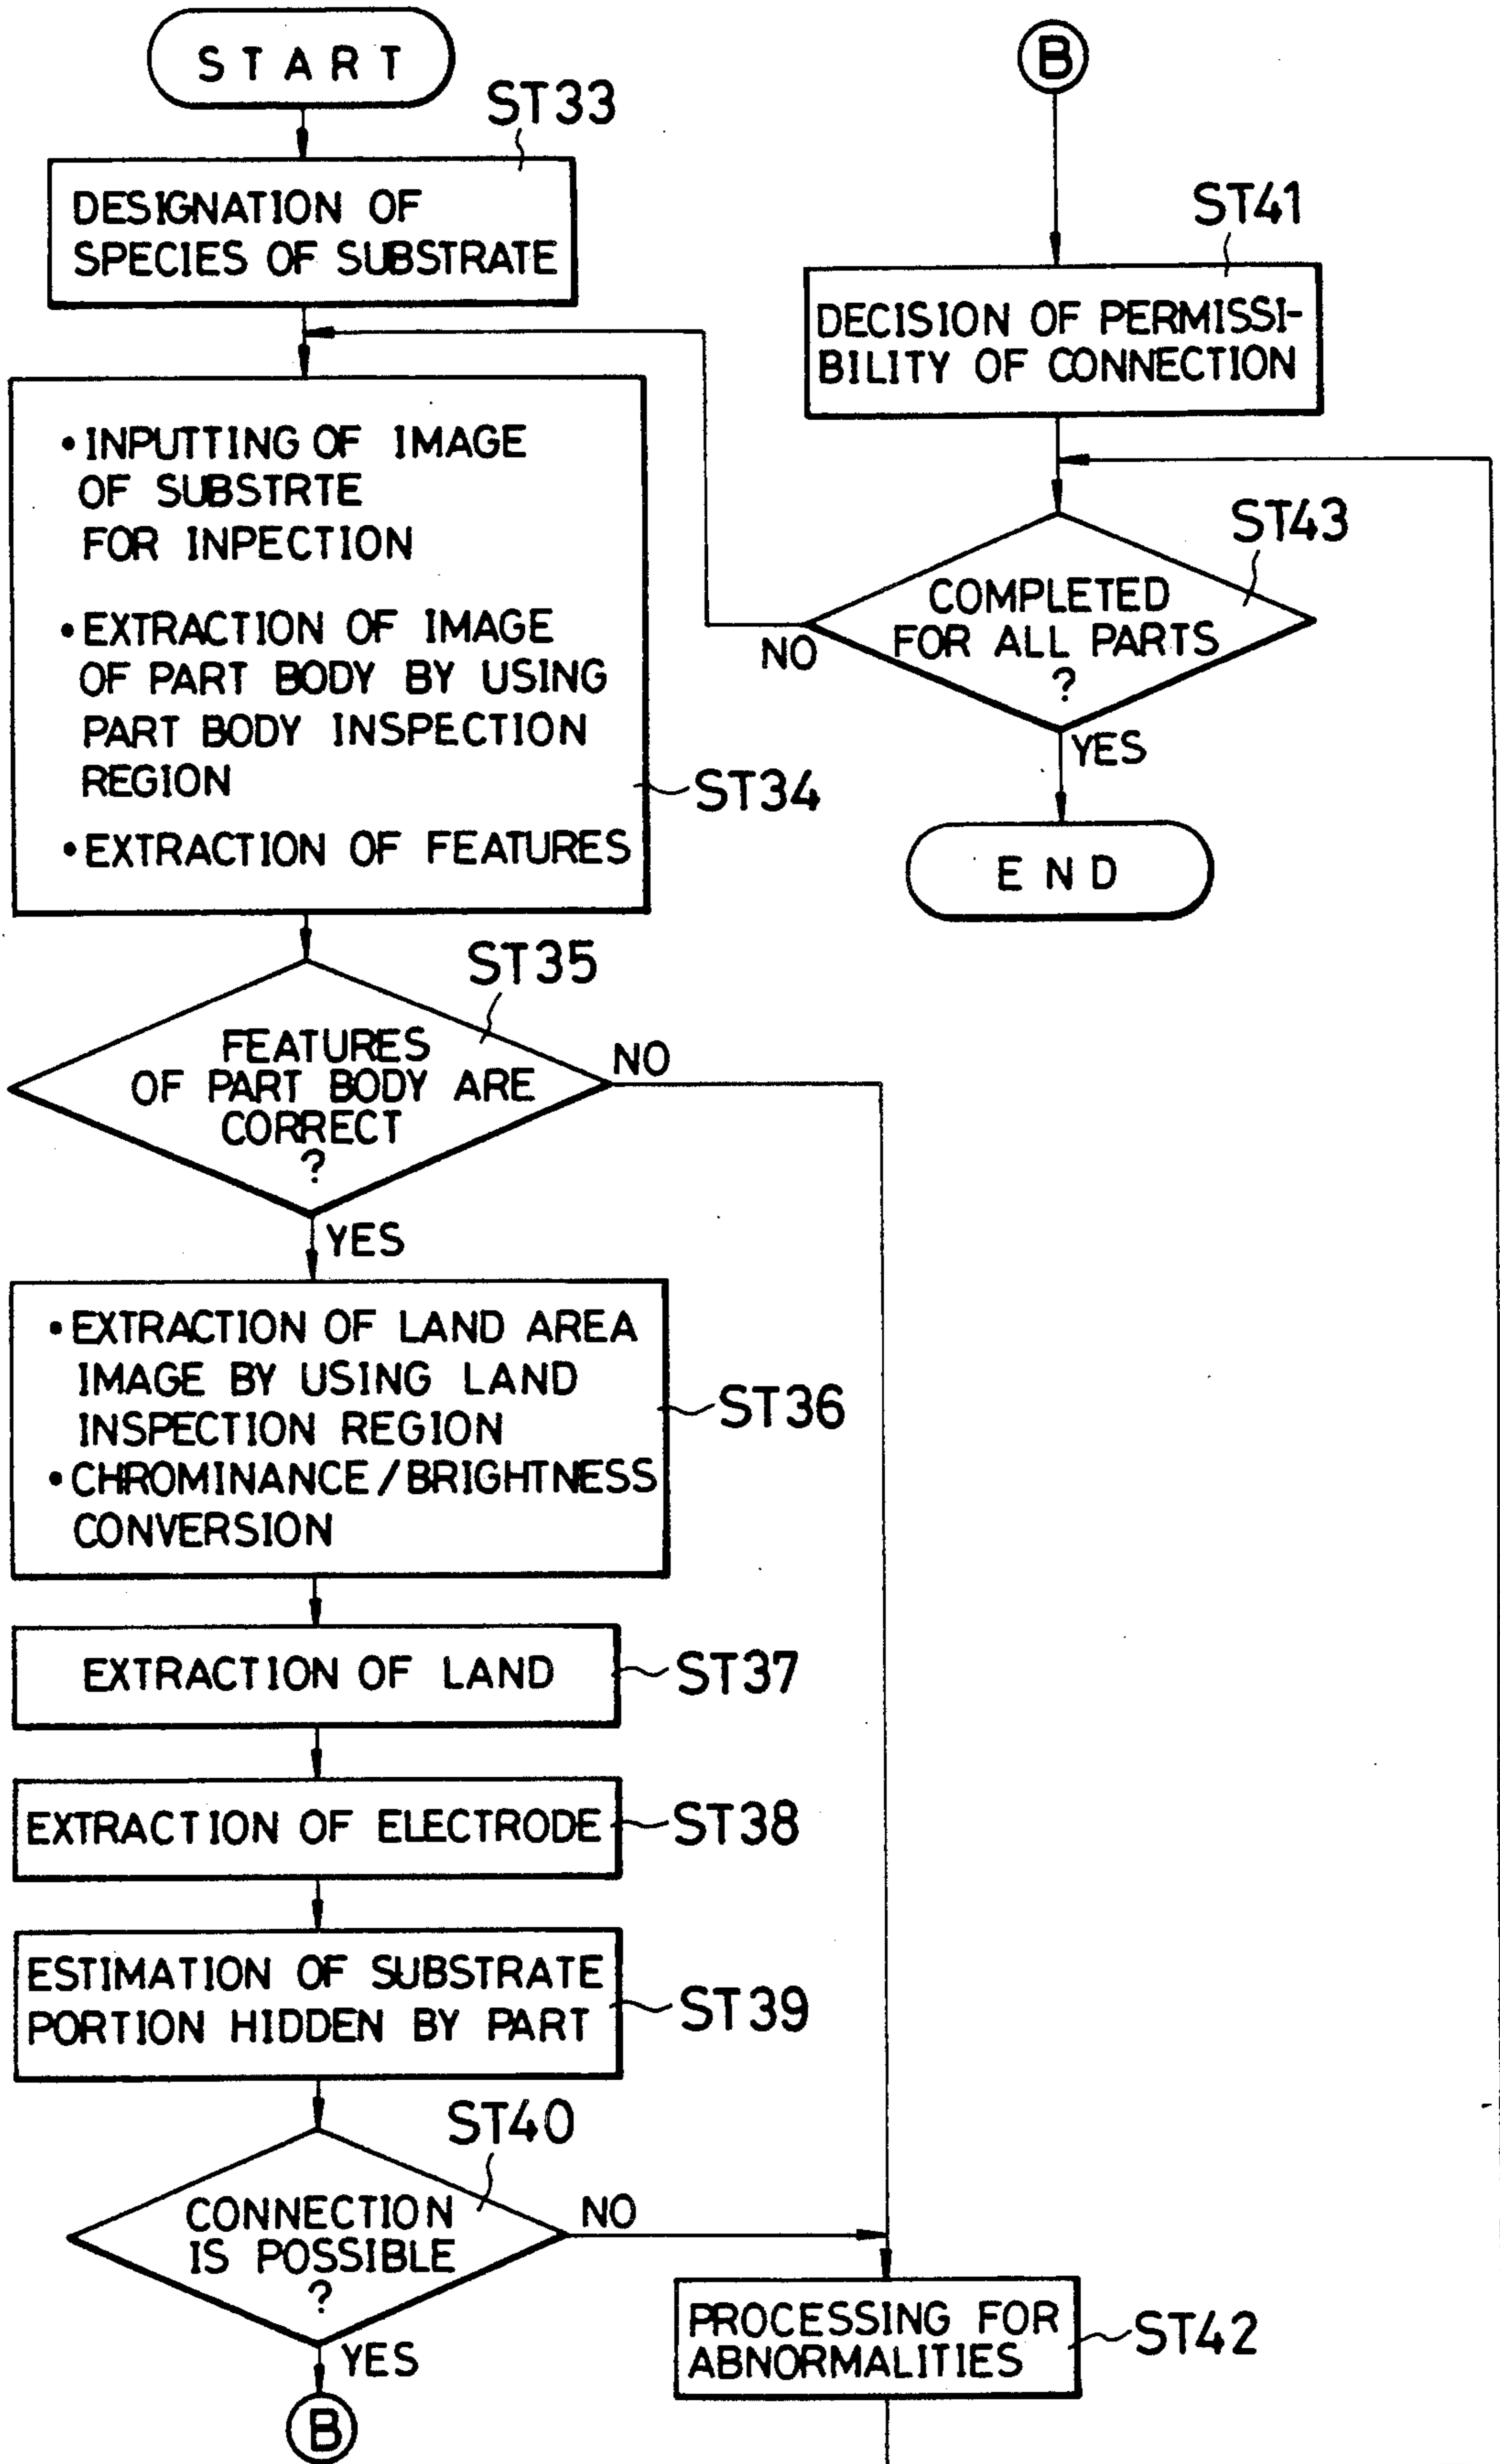 START
ST33
DESIGNATION OF
SPECIES OF SUBSTRATE
• INPUTTING OF IMAGE
OF SUBSTRTE
FOR INPECTION
• EXTRACTION OF IMAGE
OF PART BODY BY USING
PART BODY INSPECTION
REGION
• EXTRACTION OF FEATURES
ST34
ST35
FEATURES
OF PART BODY ARE
CORRECT
?
NO
YES
• EXTRACTION OF LAND AREA
IMAGE BY USING LAND
INSPECTION REGION
• CHROMINANCE/BRIGHTNESS
CONVERSION
ST36
EXTRACTION OF LAND
ST37
EXTRACTION OF ELECTRODE
ST38
ESTIMATION OF SUBSTRATE
PORTION HIDDEN BY PART
ST39
ST40
CONNECTION
IS POSSIBLE
?
NO
YES
B
PROCESSING FOR
ABNORMALITIES
ST42
B
ST41
DECISION OF PERMISSI-
BILITY OF CONNECTION
ST43
COMPLETED
FOR ALL PARTS
?
NO
YES
END